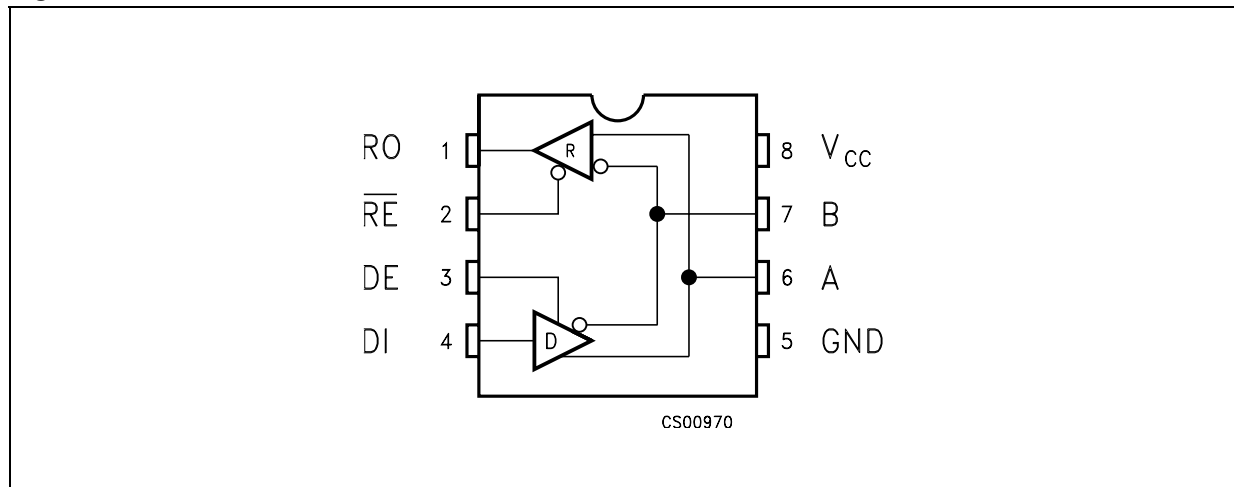 RO 1 R 8 VCC
RE 2 7 B
DE 3 6 A
DI 4 D 5 GND
CS00970